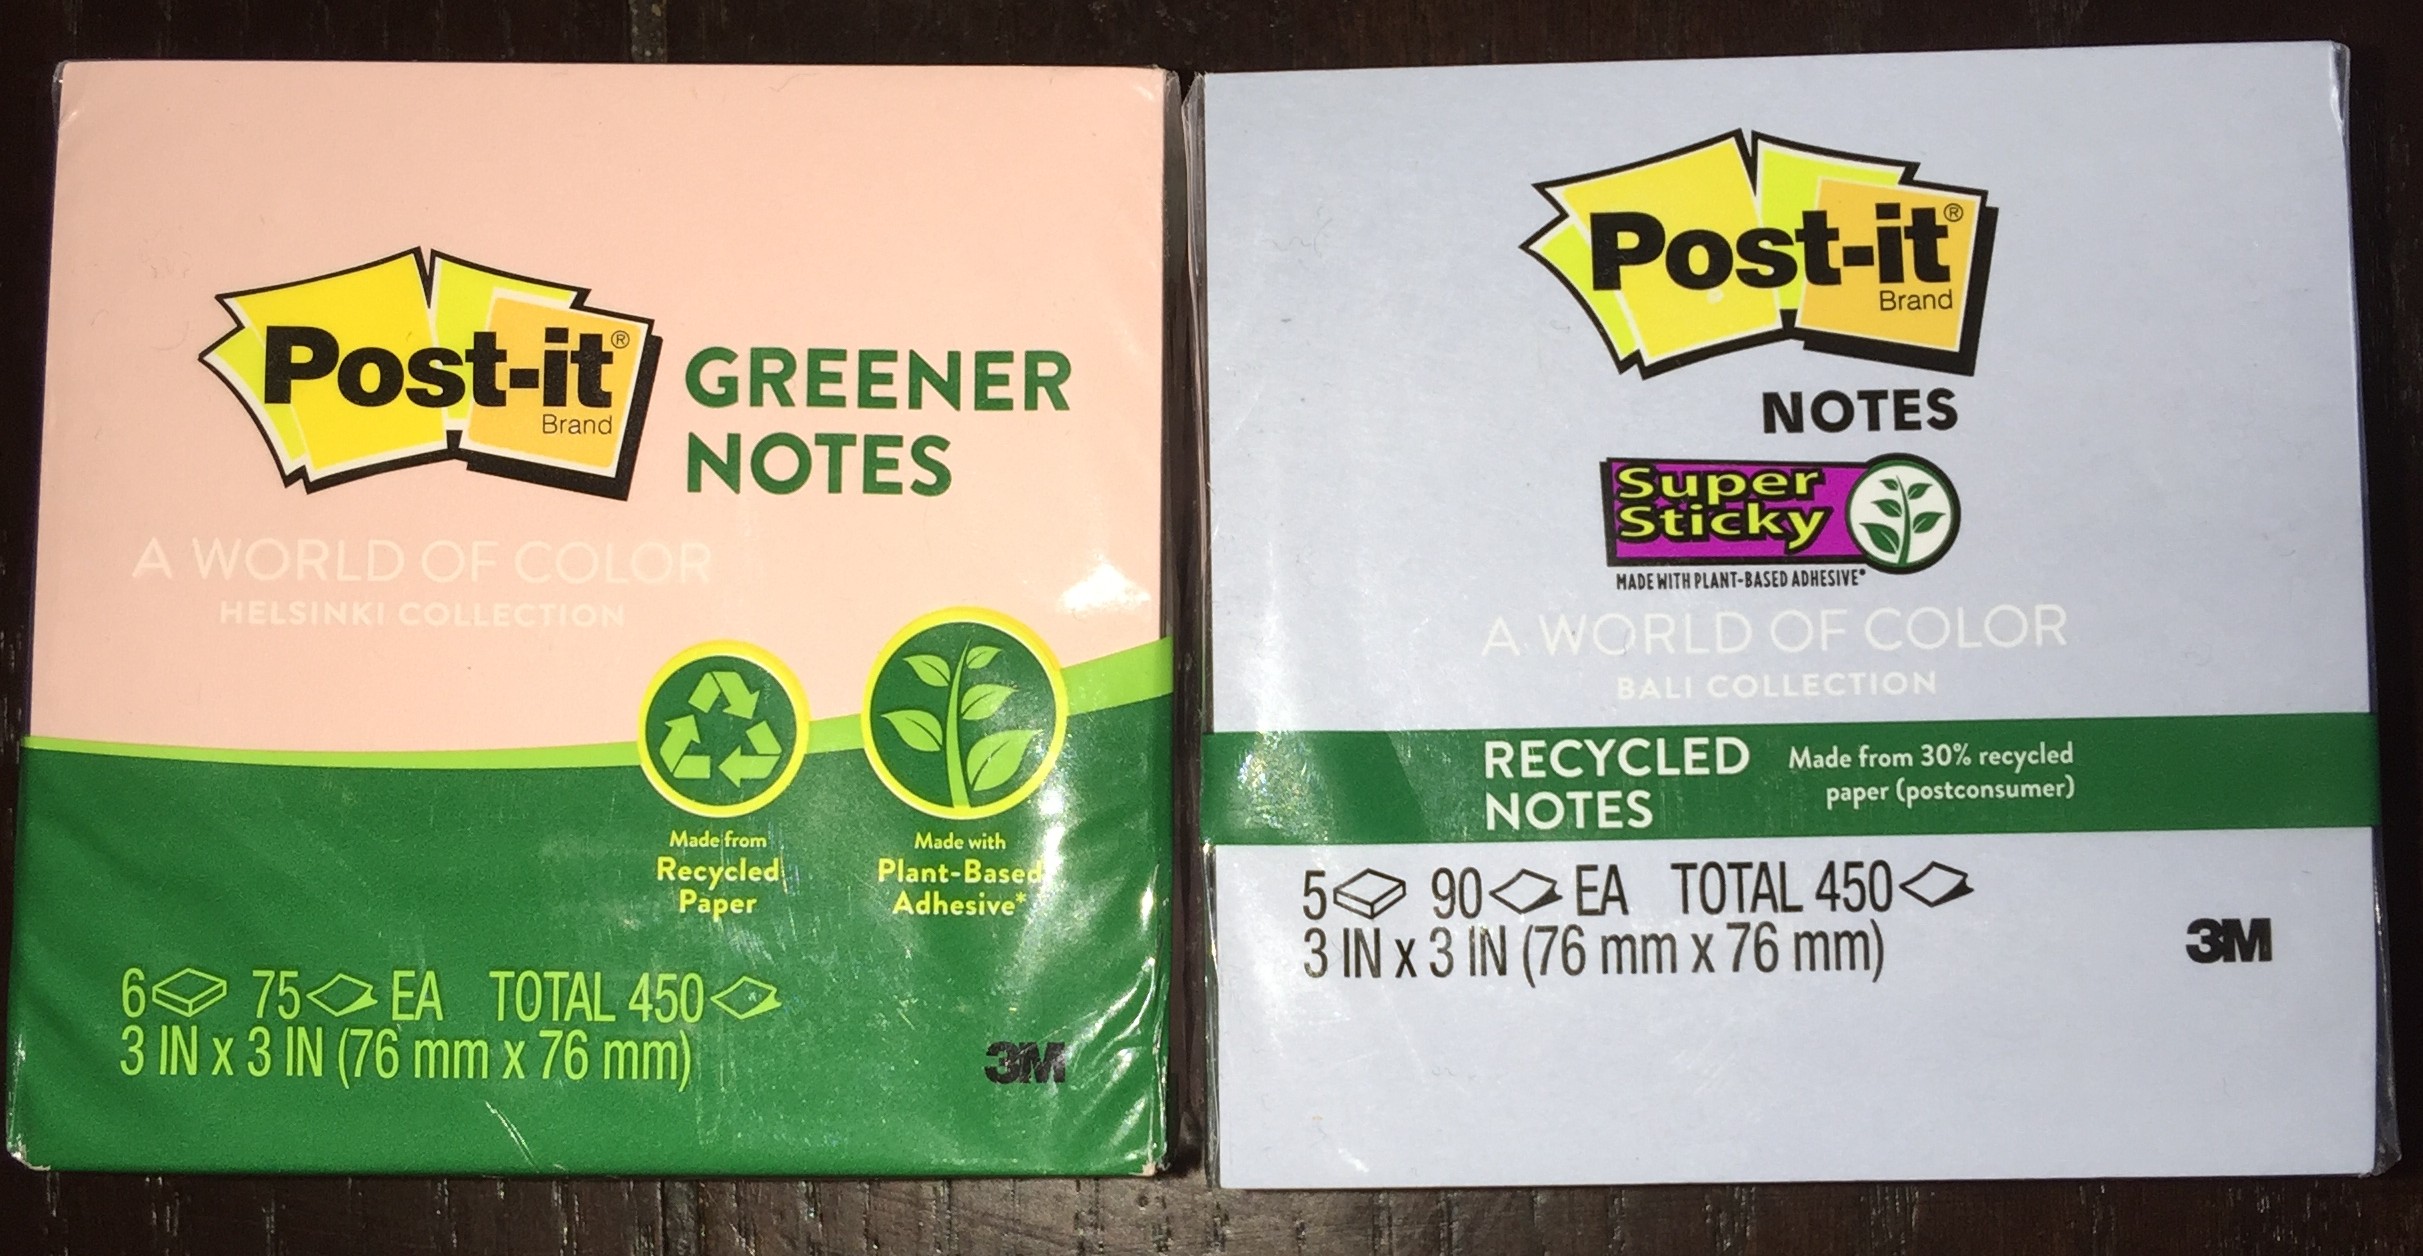 Post-it®
Brand
GREENER
NOTES
A WORLD OF COLOR
HELSINKI COLLECTION
Made from
Recycled
Paper
Made with
Plant-Based
Adhesive*
6 75 EA TOTAL 450
3 IN x 3 IN (76 mm x 76 mm)
3M
Post-it®
Brand
NOTES
Super
Sticky
MADE WITH PLANT-BASED ADHESIVE*
A WORLD OF COLOR
BALI COLLECTION
RECYCLED
NOTES
Made from 30% recycled
paper (postconsumer)
5 90 EA TOTAL 450
3 IN x 3 IN (76 mm x 76 mm)
3M